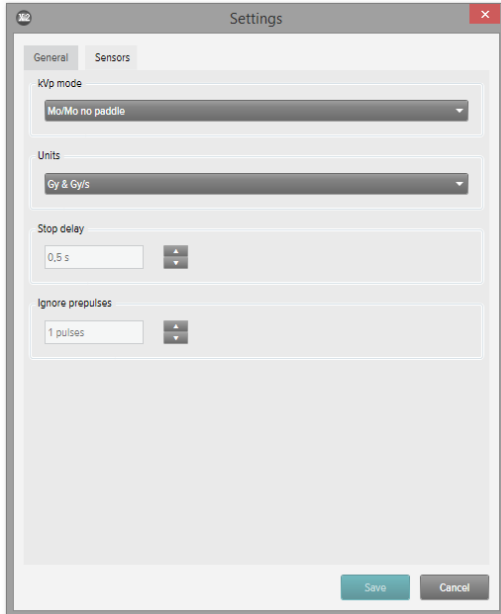 X2
Settings
General Sensors
kVp mode
Mo/Mo no paddle
Units
Gy & Gy/s
Stop delay
0,5 s
Ignore prepulses
1 pulses
Save Cancel